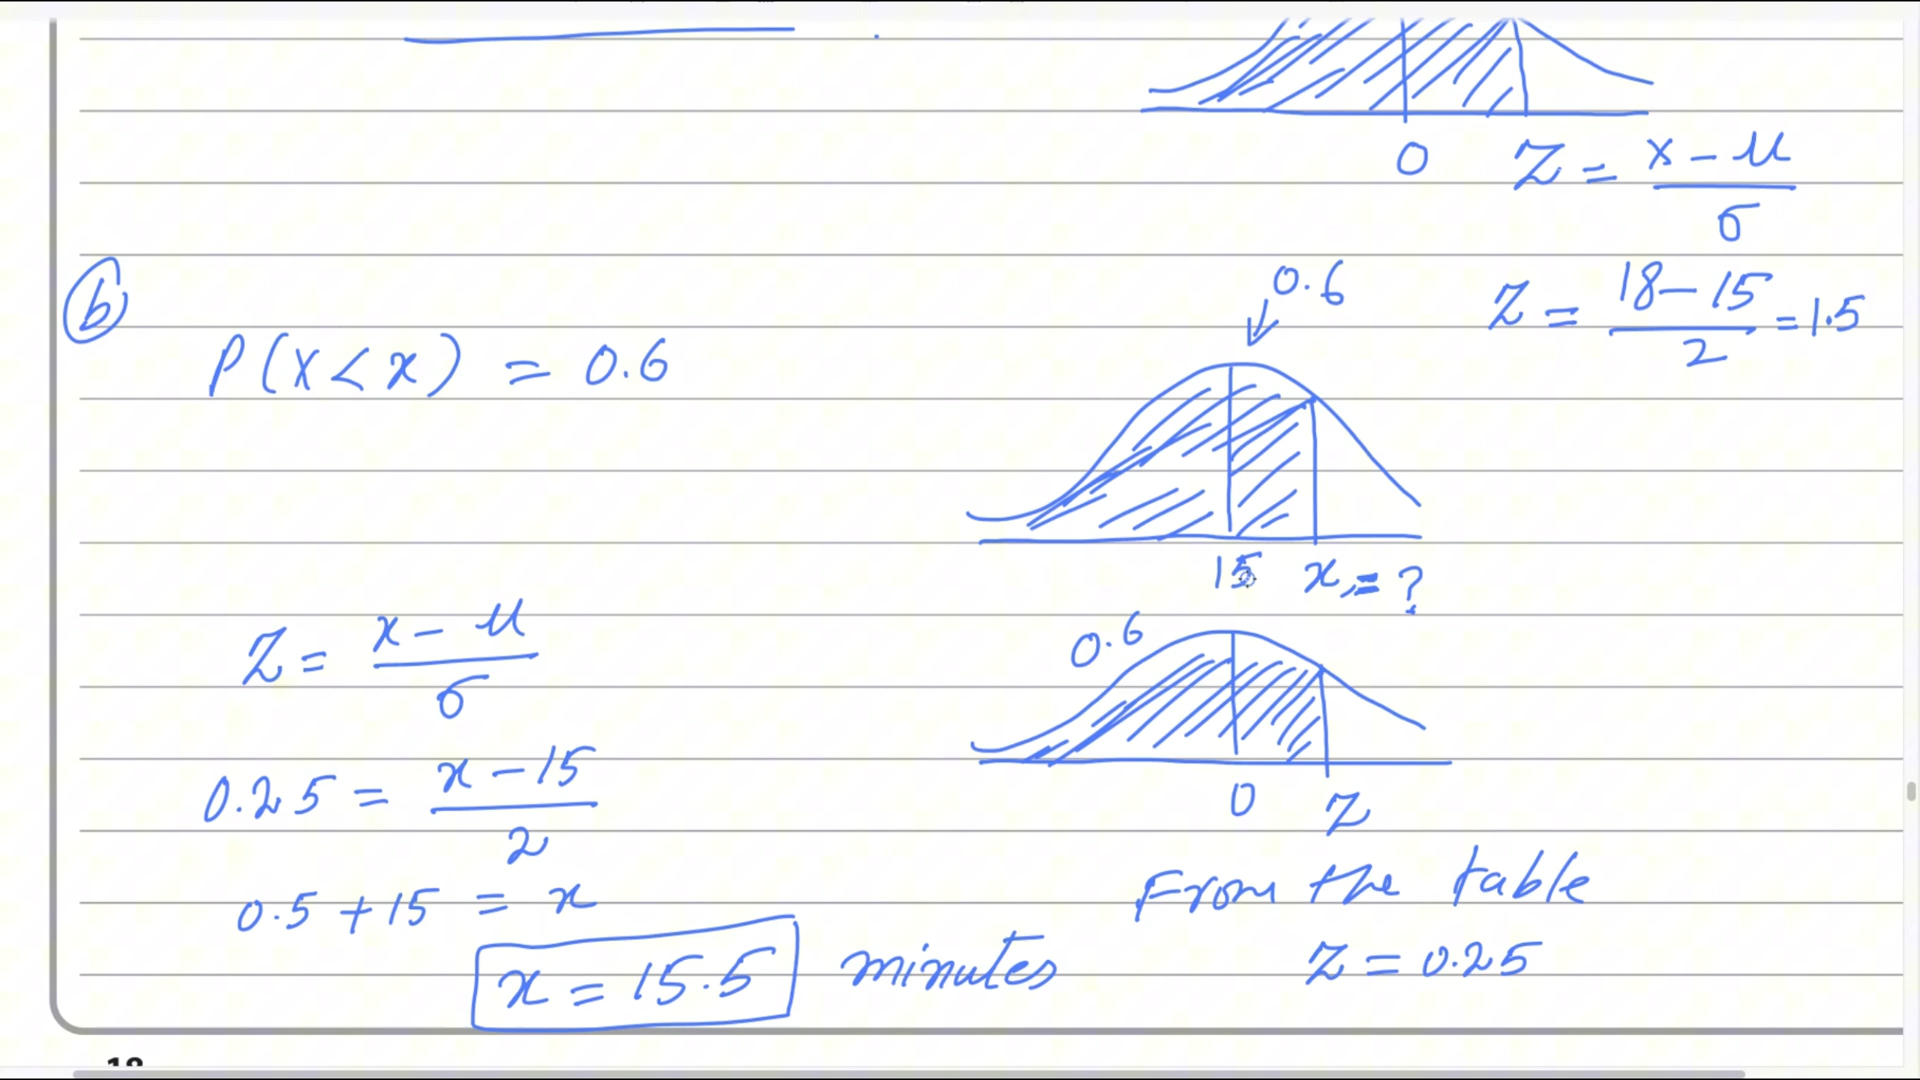 0 Z = x - μ / σ
Z = 18 - 15 / 2 = 1.5
b
P(X < x) = 0.6
0.6
15 x = ?
Z = x - μ / σ
0.25 = x - 15 / 2
0.5 + 15 = x
x = 15.5 minutes
0.6
0 Z
From the table
Z = 0.25